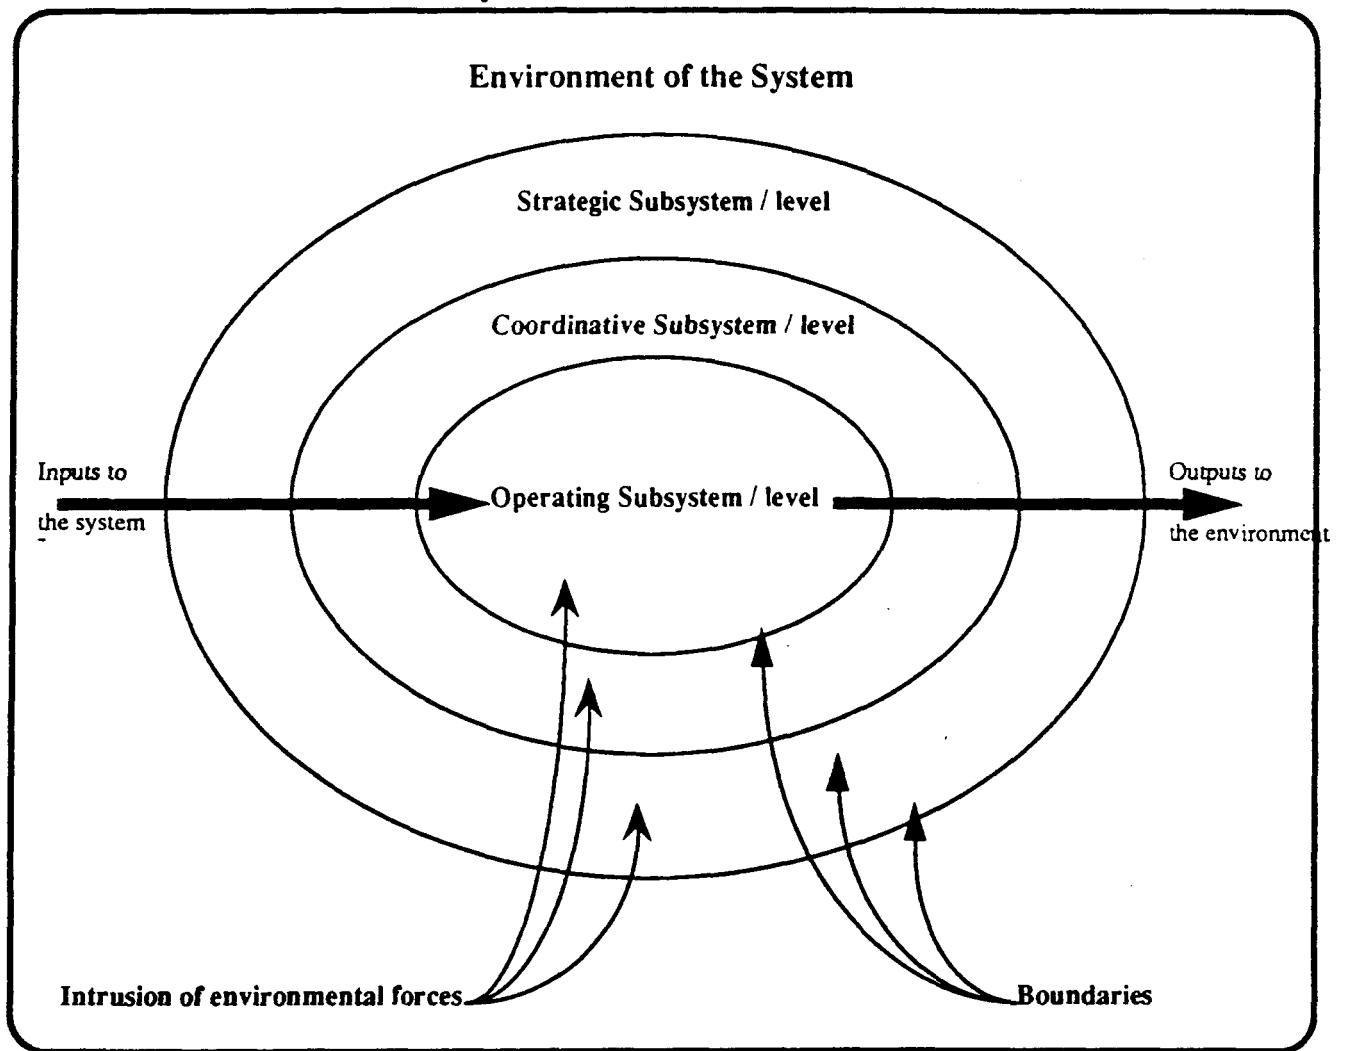 Environment of the System
Strategic Subsystem / level
Coordinative Subsystem / level
Inputs to
the system
Operating Subsystem / level
Outputs to
the environment
Intrusion of environmental forces
Boundaries